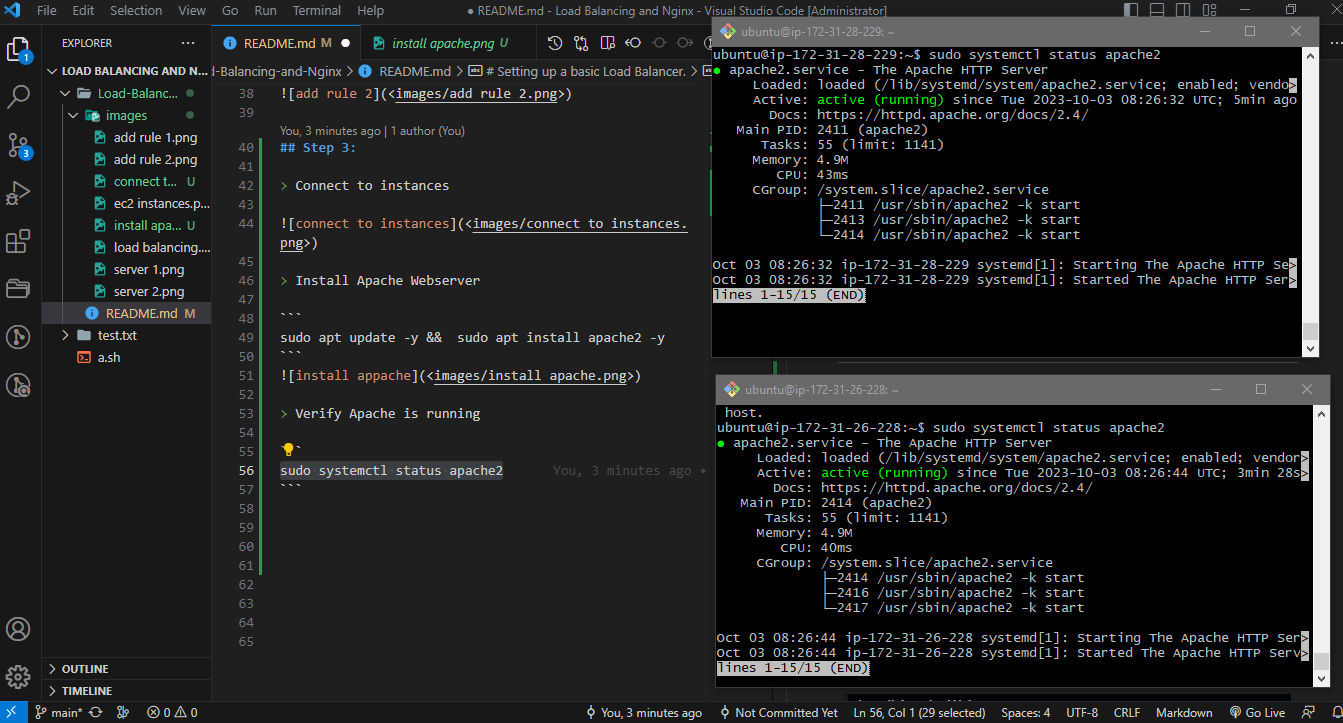 File Edit Selection View Go Run Terminal Help
● README.md - Load Balancing and Nginx - Visual Studio Code [Administrator]
EXPLORER
LOAD BALANCING AND N...
Load-Balanc...
images
add rule 1.png
add rule 2.png
connect t... U
ec2 instances.p...
install apa... U
load balancing....
server 1.png
server 2.png
README.md M
test.txt
a.sh
OUTLINE
TIMELINE
1
3
README.md M ●
install apache.png U
d-Balancing-and-Nginx > README.md > # Setting up a basic Load Balancer. >
38 ![add rule 2](<images/add rule 2.png>)
39
You, 3 minutes ago | 1 author (You)
40 ## Step 3:
41
42 > Connect to instances
43
44 ![connect to instances](<images/connect to instances.
png>)
45
46 > Install Apache Webserver
47
48 ```
49 sudo apt update -y &&  sudo apt install apache2 -y
50 ```
51 ![install appache](<images/install apache.png>)
52
53 > Verify Apache is running
54
55 `
56 sudo systemctl status apache2 You, 3 minutes ago •
57 ```
58
59
60
61
62
63
64
65
ubuntu@ip-172-31-28-229: ~
ubuntu@ip-172-31-28-229:~$ sudo systemctl status apache2
● apache2.service - The Apache HTTP Server
Loaded: loaded (/lib/systemd/system/apache2.service; enabled; vendo>
Active: active (running) since Tue 2023-10-03 08:26:32 UTC; 5min ago
Docs: https://httpd.apache.org/docs/2.4/
Main PID: 2411 (apache2)
Tasks: 55 (limit: 1141)
Memory: 4.9M
CPU: 43ms
CGroup: /system.slice/apache2.service
├─2411 /usr/sbin/apache2 -k start
├─2413 /usr/sbin/apache2 -k start
└─2414 /usr/sbin/apache2 -k start
Oct 03 08:26:32 ip-172-31-28-229 systemd[1]: Starting The Apache HTTP Se>
Oct 03 08:26:32 ip-172-31-28-229 systemd[1]: Started The Apache HTTP Ser>
lines 1-15/15 (END)
ubuntu@ip-172-31-26-228: ~
host.
ubuntu@ip-172-31-26-228:~$ sudo systemctl status apache2
● apache2.service - The Apache HTTP Server
Loaded: loaded (/lib/systemd/system/apache2.service; enabled; vendor>
Active: active (running) since Tue 2023-10-03 08:26:44 UTC; 3min 28s>
Docs: https://httpd.apache.org/docs/2.4/
Main PID: 2414 (apache2)
Tasks: 55 (limit: 1141)
Memory: 4.9M
CPU: 40ms
CGroup: /system.slice/apache2.service
├─2414 /usr/sbin/apache2 -k start
├─2416 /usr/sbin/apache2 -k start
└─2417 /usr/sbin/apache2 -k start
Oct 03 08:26:44 ip-172-31-26-228 systemd[1]: Starting The Apache HTTP Ser>
Oct 03 08:26:44 ip-172-31-26-228 systemd[1]: Started The Apache HTTP Serv>
lines 1-15/15 (END)
main* 0 0 You, 3 minutes ago Not Committed Yet Ln 56, Col 1 (29 selected) Spaces: 4 UTF-8 CRLF Markdown Go Live